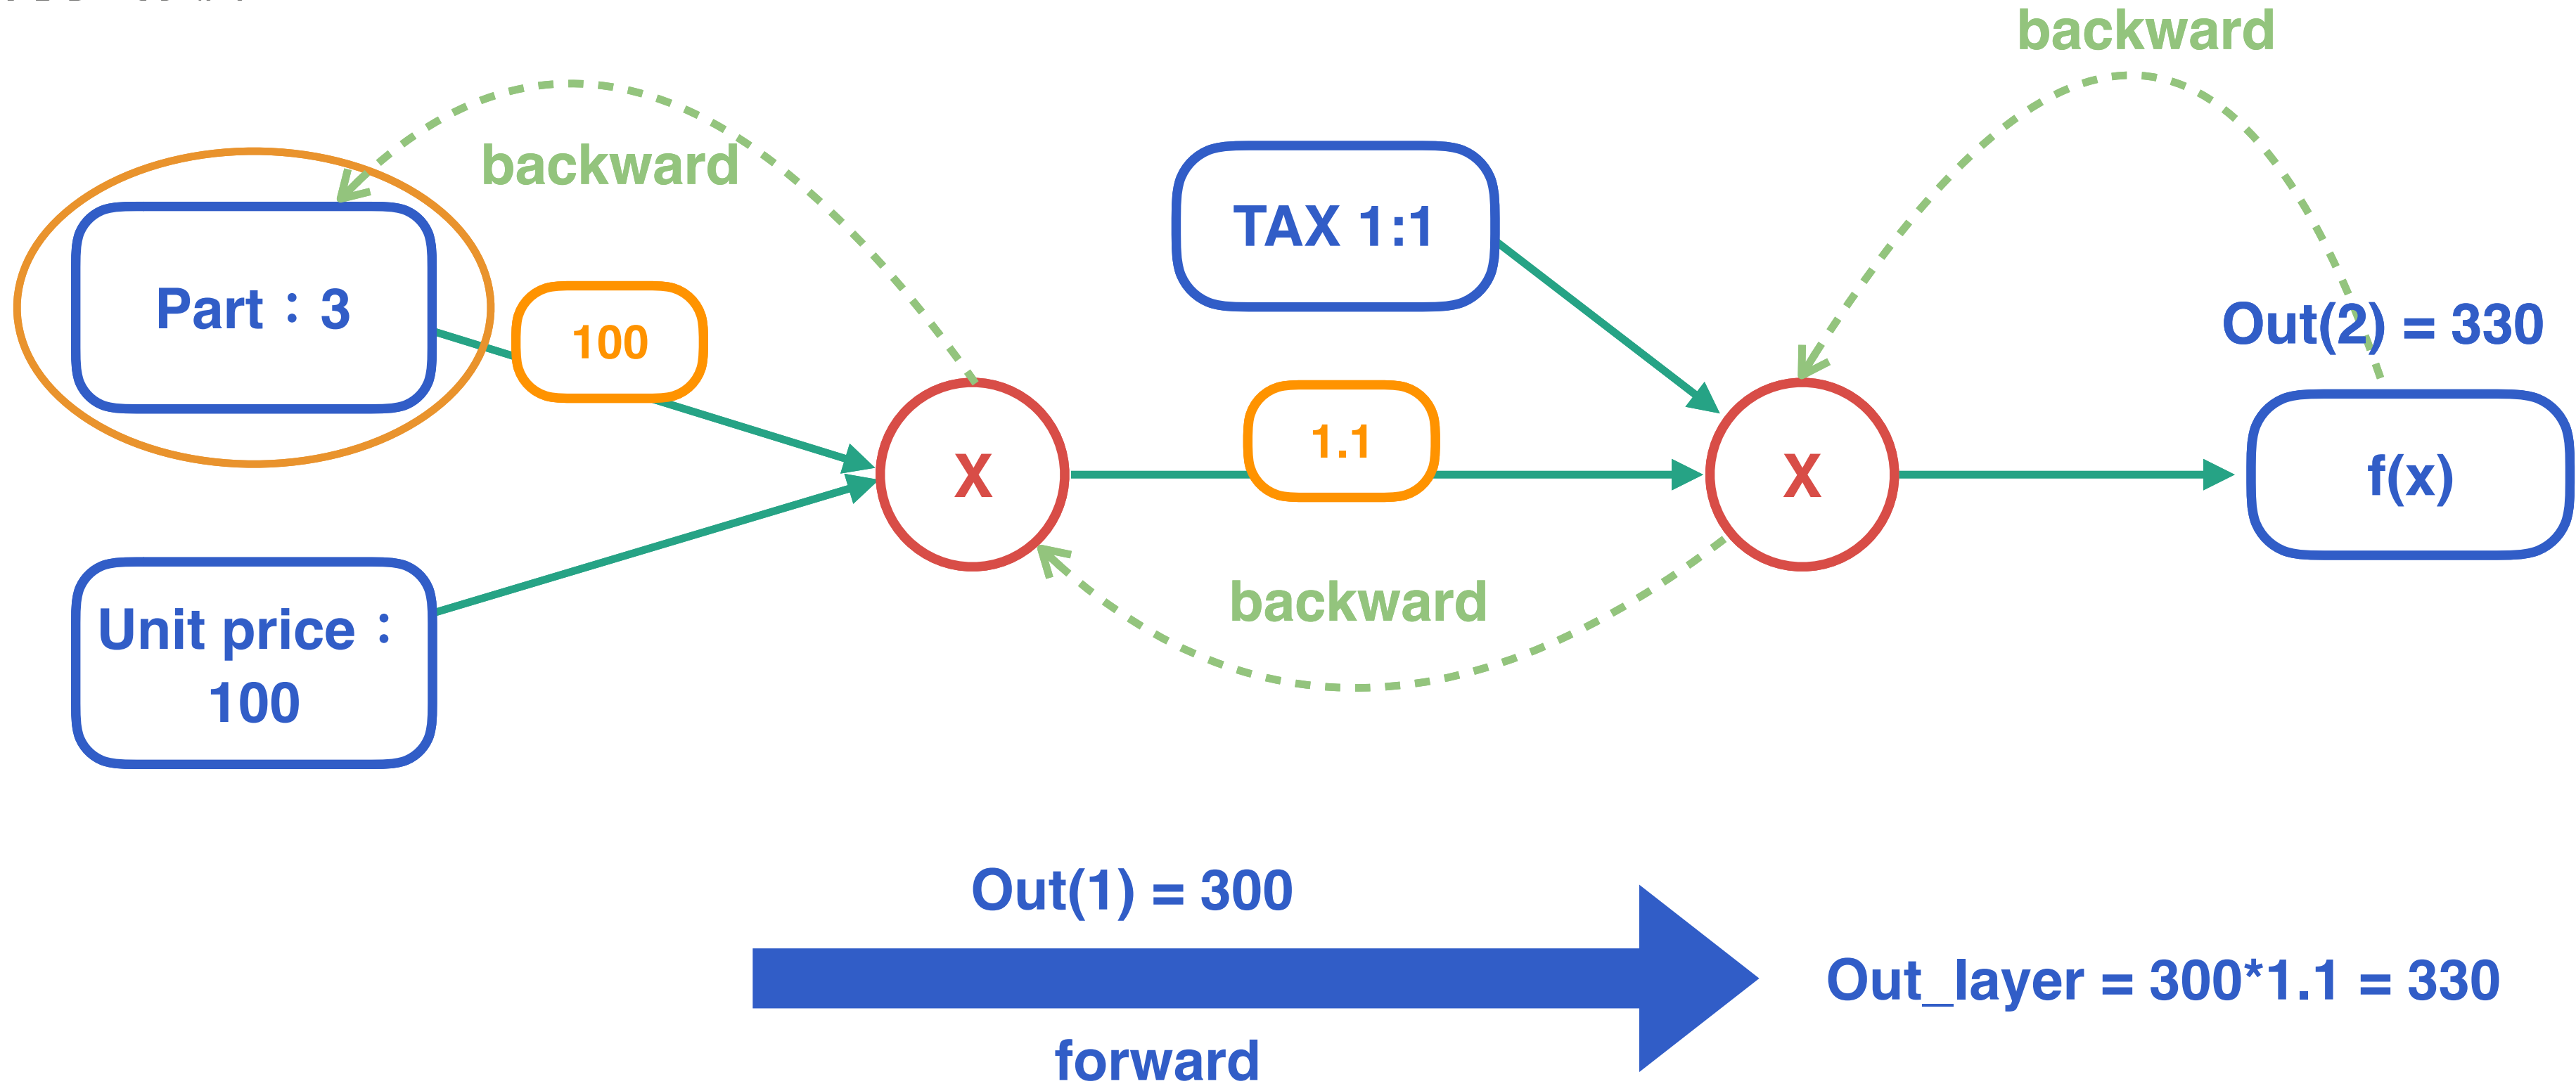 backward
backward
TAX 1:1
Part：3
100
Out(2) = 330
1.1
X
X
f(x)
backward
Unit price：
100
Out(1) = 300
Out_layer = 300*1.1 = 330
forward